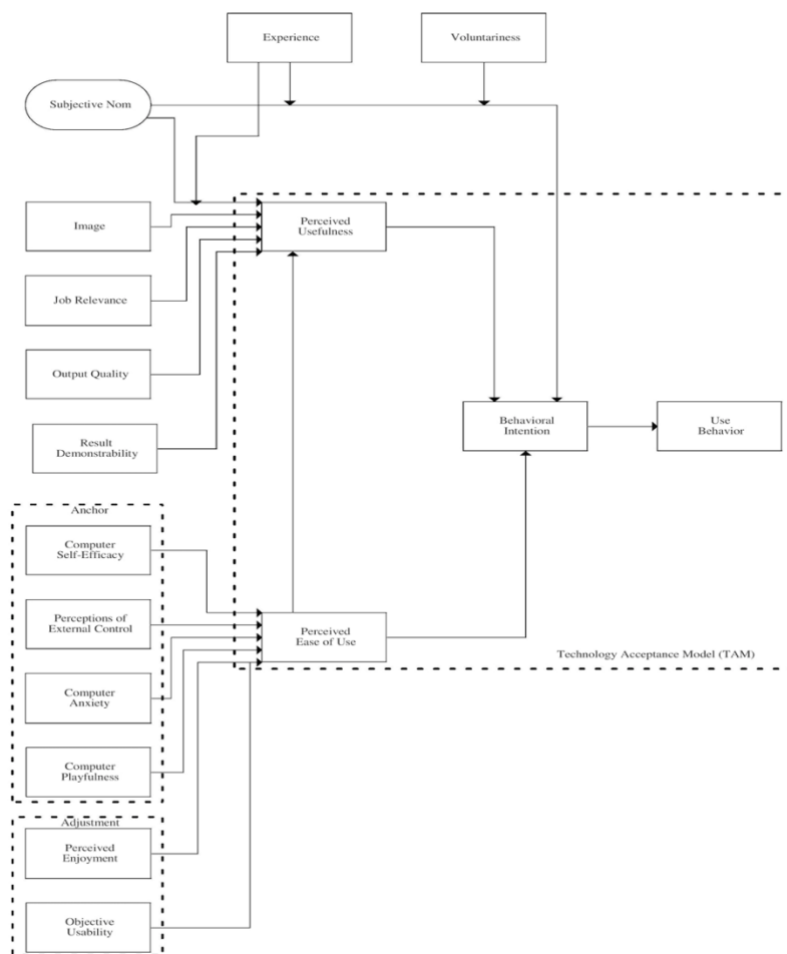 Experience
Voluntariness
Subjective Nom
Image
Perceived
Usefulness
Job Relevance
Output Quality
Behavioral
Intention
Use
Behavior
Result
Demonstrability
Anchor
Computer
Self-Efficacy
Perceptions of
External Control
Perceived
Ease of Use
Technology Acceptance Model (TAM)
Computer
Anxiety
Computer
Playfulness
Adjustment
Perceived
Enjoyment
Objective
Usability